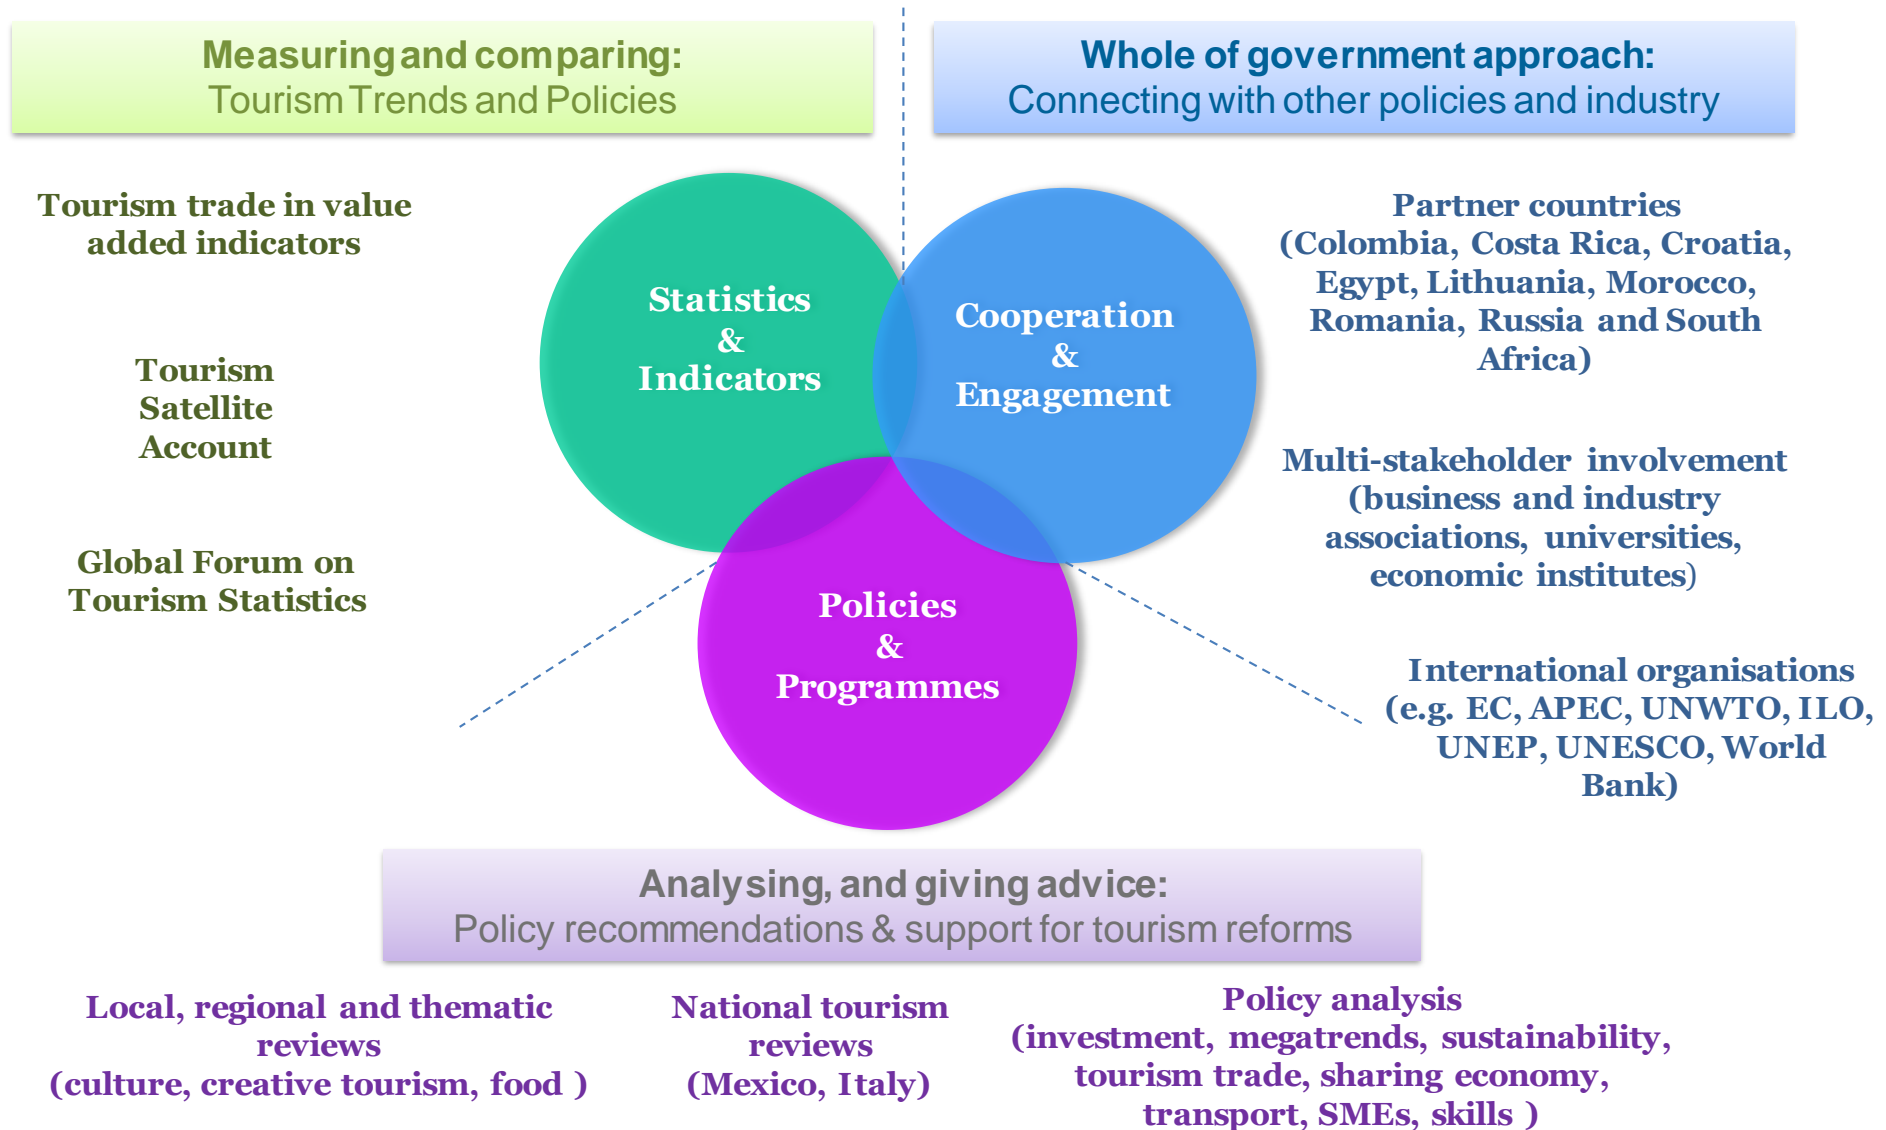 Measuring and comparing:
Tourism Trends and Policies
Whole of government approach:
Connecting with other policies and industry
Tourism trade in value
added indicators
Tourism
Satellite
Account
Global Forum on
Tourism Statistics
Statistics
&
Indicators
Cooperation
&
Engagement
Policies
&
Programmes
Partner countries
(Colombia, Costa Rica, Croatia,
Egypt, Lithuania, Morocco,
Romania, Russia and South
Africa)
Multi-stakeholder involvement
(business and industry
associations, universities,
economic institutes)
International organisations
(e.g. EC, APEC, UNWTO, ILO,
UNEP, UNESCO, World
Bank)
Analysing, and giving advice:
Policy recommendations & support for tourism reforms
Local, regional and thematic
reviews
(culture, creative tourism, food )
National tourism
reviews
(Mexico, Italy)
Policy analysis
(investment, megatrends, sustainability,
tourism trade, sharing economy,
transport, SMEs, skills )